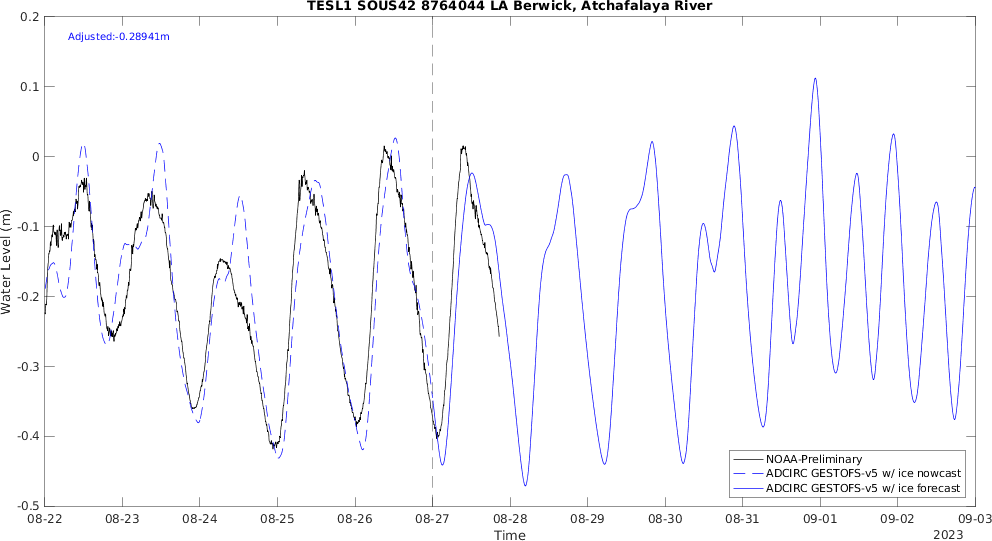 TESL1 SOUS42 8764044 LA Berwick, Atchafalaya River
Adjusted:-0.28941m
0.2
0.1
0
-0.1
-0.2
-0.3
-0.4
-0.5
Water Level (m)
NOAA-Preliminary
ADCIRC GESTOFS-v5 w/ ice nowcast
ADCIRC GESTOFS-v5 w/ ice forecast
08-22 08-23 08-24 08-25 08-26 08-27 08-28 08-29 08-30 08-31 09-01 09-02 09-03
Time
2023